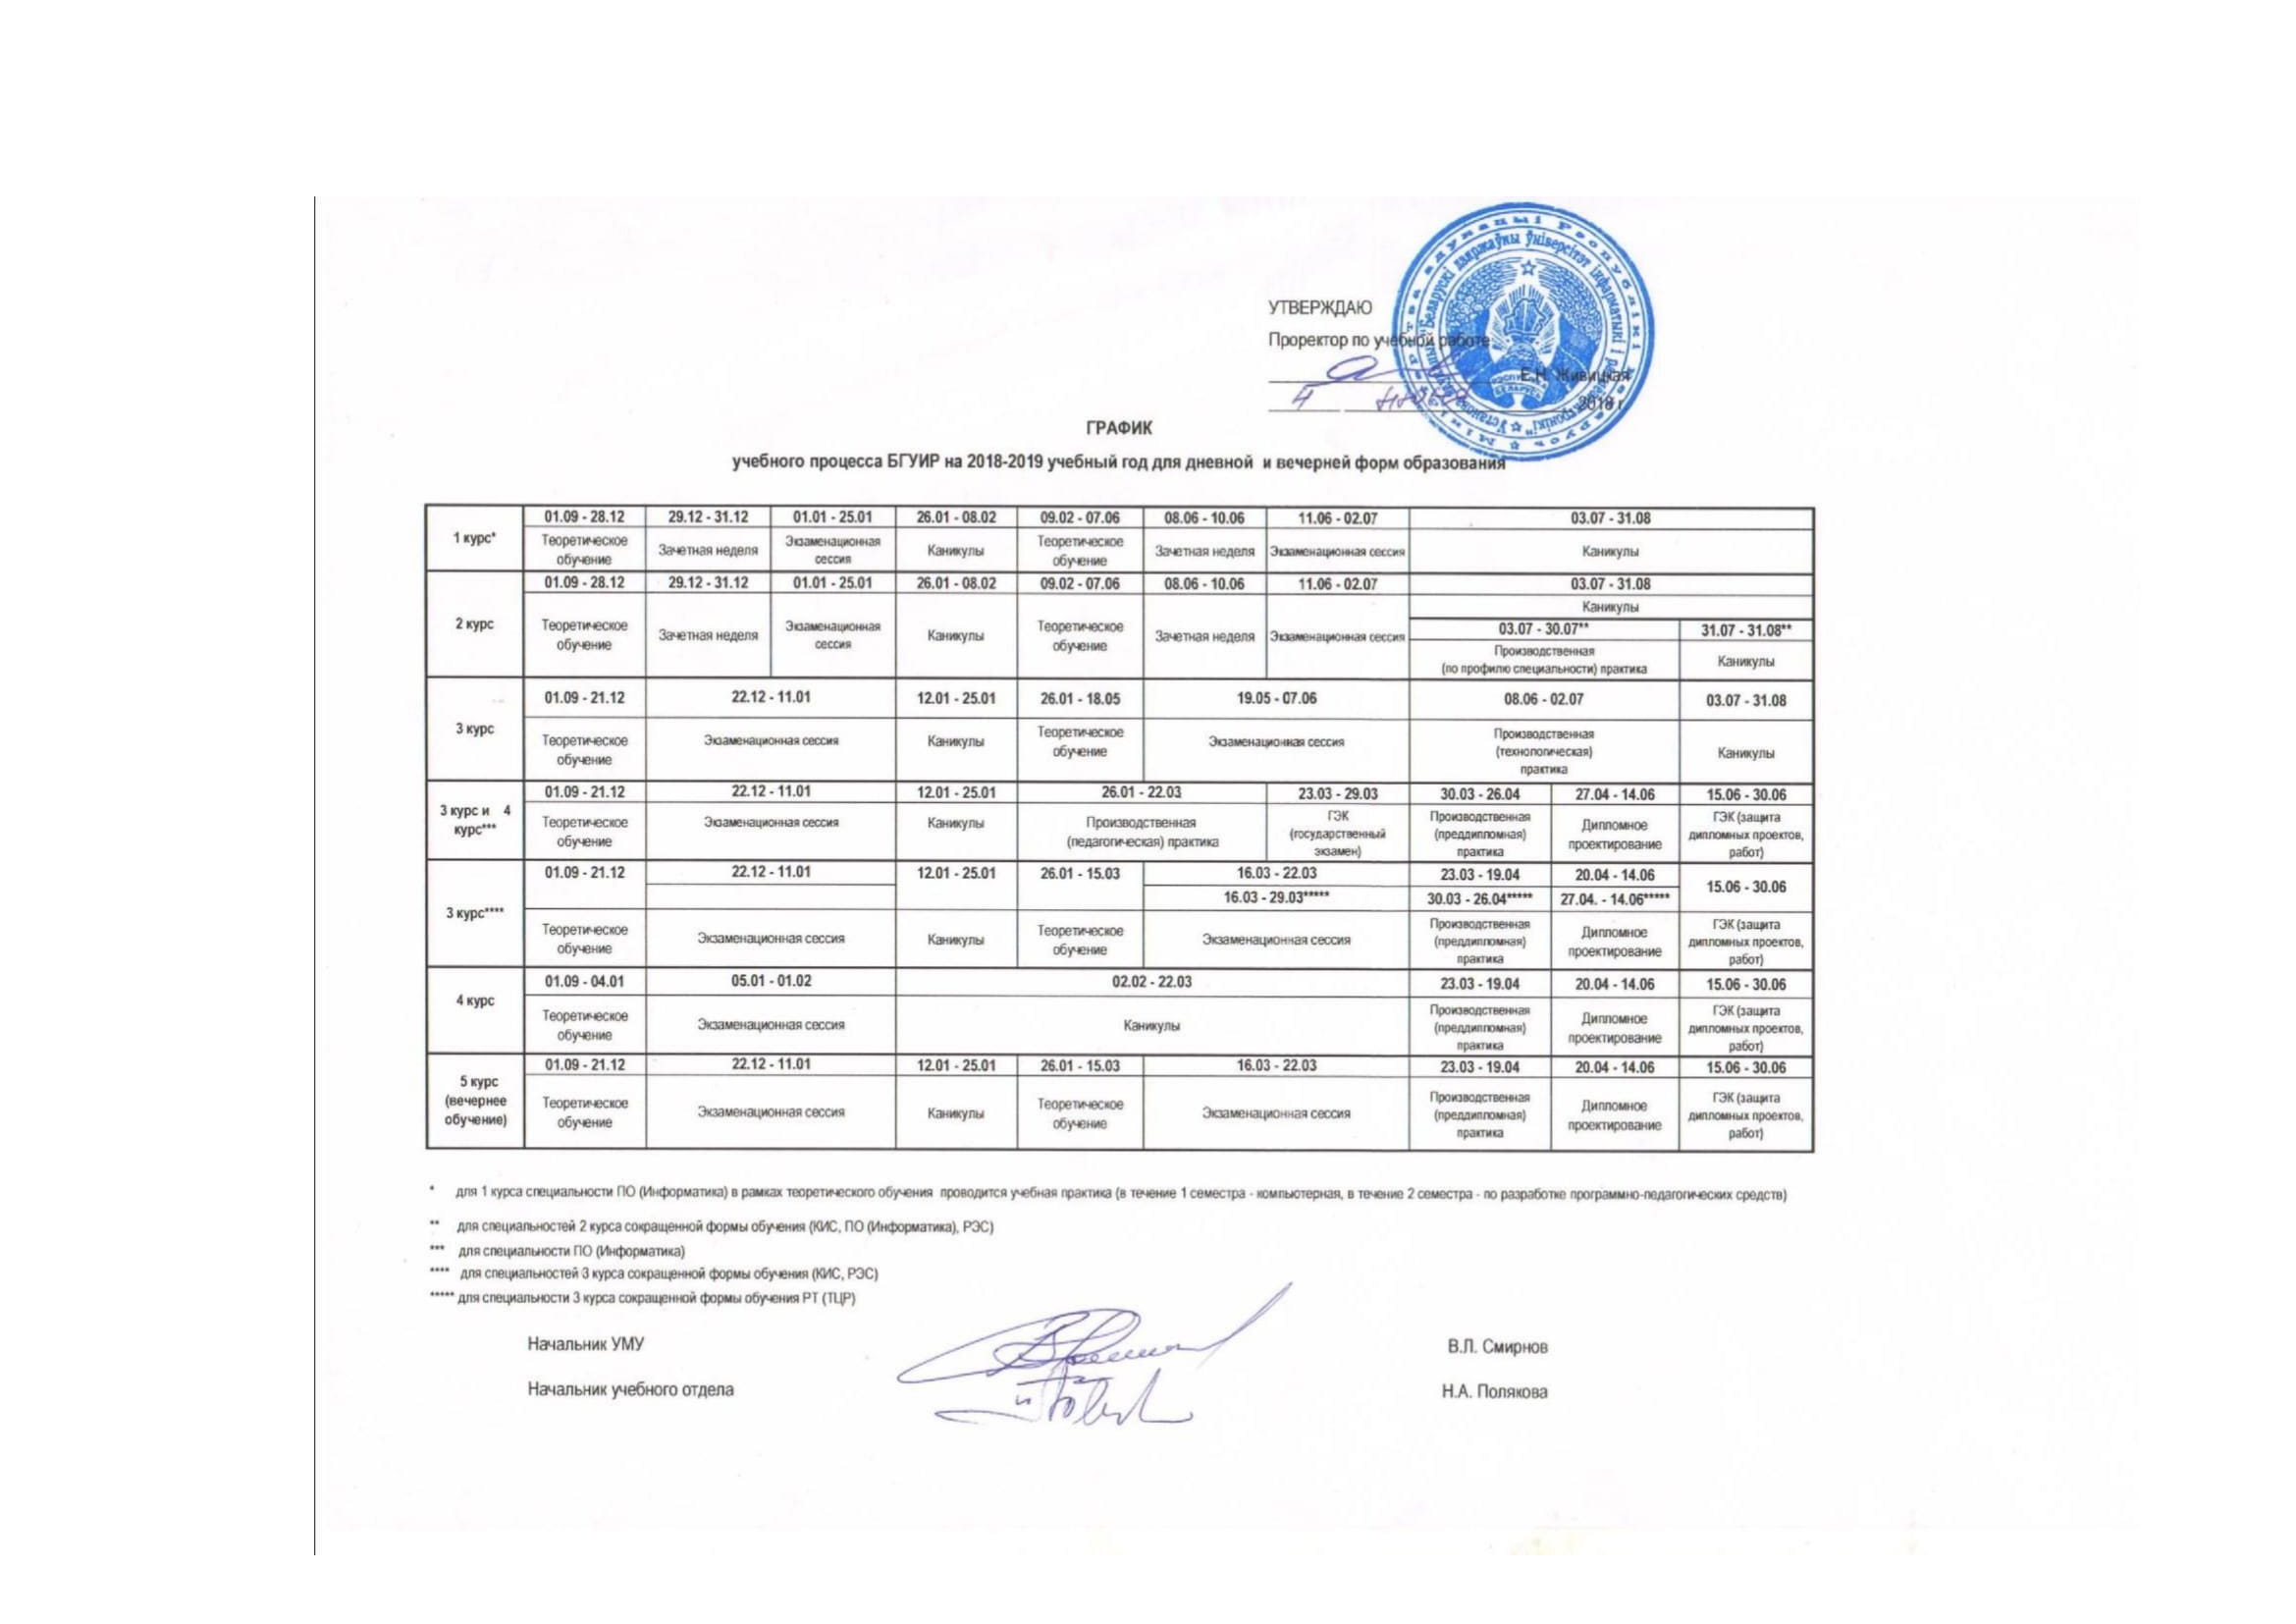 УТВЕРЖДАЮ
Проректор по учебной работе
Е.Н. Живицкая
4 2018 г.
ГРАФИК
учебного процесса БГУИР на 2018-2019 учебный год для дневной и вечерней форм образования
1 курс*
01.09 - 28.12 29.12 - 31.12 01.01 - 25.01 26.01 - 08.02 09.02 - 07.06 08.06 - 10.06 11.06 - 02.07 03.07 - 31.08
Теоретическое обучение Зачетная неделя Экзаменационная сессия Каникулы Теоретическое обучение Зачетная неделя Экзаменационная сессия Каникулы
2 курс
01.09 - 28.12 29.12 - 31.12 01.01 - 25.01 26.01 - 08.02 09.02 - 07.06 08.06 - 10.06 11.06 - 02.07 03.07 - 31.08
Теоретическое обучение Зачетная неделя Экзаменационная сессия Каникулы Теоретическое обучение Зачетная неделя Экзаменационная сессия Каникулы
03.07 - 30.07** 31.07 - 31.08**
Производственная (по профилю специальности) практика Каникулы
3 курс
01.09 - 21.12 22.12 - 11.01 12.01 - 25.01 26.01 - 18.05 19.05 - 07.06 08.06 - 02.07 03.07 - 31.08
Теоретическое обучение Экзаменационная сессия Каникулы Теоретическое обучение Экзаменационная сессия Производственная (технологическая) практика Каникулы
3 курс и 4 курс***
01.09 - 21.12 22.12 - 11.01 12.01 - 25.01 26.01 - 22.03 23.03 - 29.03 30.03 - 26.04 27.04 - 14.06 15.06 - 30.06
Теоретическое обучение Экзаменационная сессия Каникулы Производственная (педагогическая) практика ГЭК (государственный экзамен) Производственная (преддипломная) практика Дипломное проектирование ГЭК (защита дипломных проектов, работ)
3 курс****
01.09 - 21.12 22.12 - 11.01 12.01 - 25.01 26.01 - 15.03 16.03 - 22.03 23.03 - 19.04 20.04 - 14.06 15.06 - 30.06
16.03 - 29.03***** 30.03 - 26.04***** 27.04. - 14.06*****
Теоретическое обучение Экзаменационная сессия Каникулы Теоретическое обучение Экзаменационная сессия Производственная (преддипломная) практика Дипломное проектирование ГЭК (защита дипломных проектов, работ)
4 курс
01.09 - 04.01 05.01 - 01.02 02.02 - 22.03 23.03 - 19.04 20.04 - 14.06 15.06 - 30.06
Теоретическое обучение Экзаменационная сессия Каникулы Производственная (преддипломная) практика Дипломное проектирование ГЭК (защита дипломных проектов, работ)
5 курс (вечернее обучение)
01.09 - 21.12 22.12 - 11.01 12.01 - 25.01 26.01 - 15.03 16.03 - 22.03 23.03 - 19.04 20.04 - 14.06 15.06 - 30.06
Теоретическое обучение Экзаменационная сессия Каникулы Теоретическое обучение Экзаменационная сессия Производственная (преддипломная) практика Дипломное проектирование ГЭК (защита дипломных проектов, работ)
* для 1 курса специальности ПО (Информатика) в рамках теоретического обучения проводится учебная практика (в течение 1 семестра - компьютерная, в течение 2 семестра - по разработке программно-педагогических средств)
** для специальностей 2 курса сокращенной формы обучения (КИС, ПО (Информатика), РЭС)
*** для специальности ПО (Информатика)
**** для специальностей 3 курса сокращенной формы обучения (КИС, РЭС)
***** для специальности 3 курса сокращенной формы обучения РТ (ТЦР)
Начальник УМУ В.Л. Смирнов
Начальник учебного отдела Н.А. Полякова